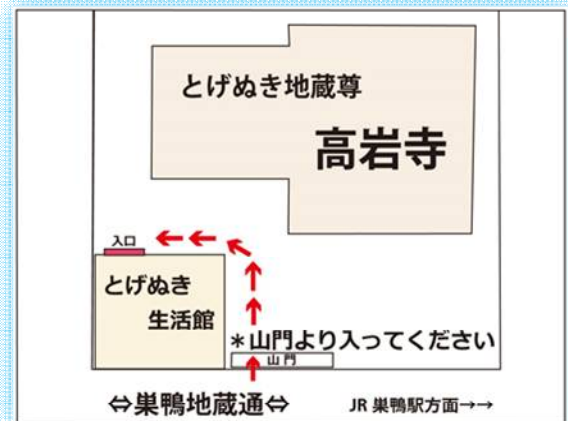 とげぬき地蔵尊
高岩寺
入口
とげぬき
生活館
＊山門より入ってください
山門
⇔巣鴨地蔵通⇔
JR 巣鴨駅方面→→